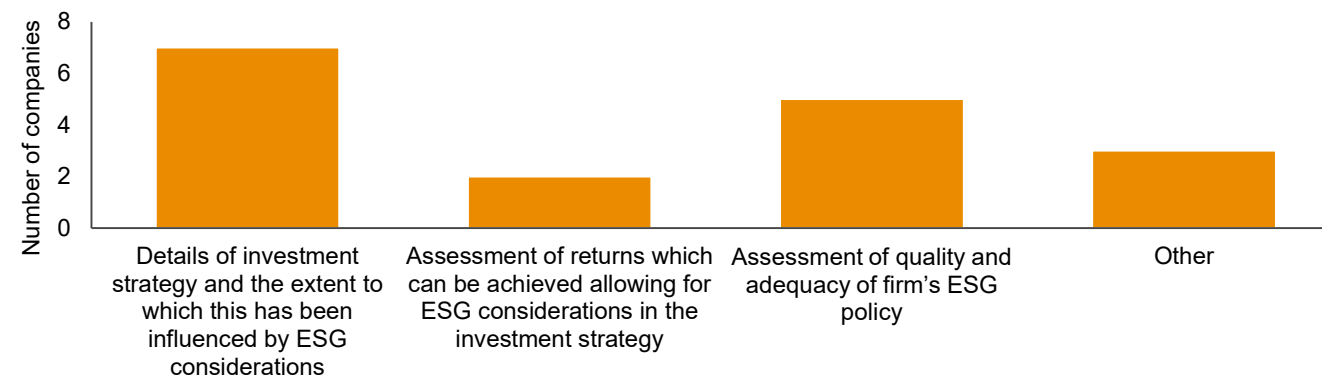 Number of companies
8
6
4
2
0
Details of investment
strategy and the extent to
which this has been
influenced by ESG
considerations
Assessment of returns which
can be achieved allowing for
ESG considerations in the
investment strategy
Assessment of quality and
adequacy of firm’s ESG
policy
Other